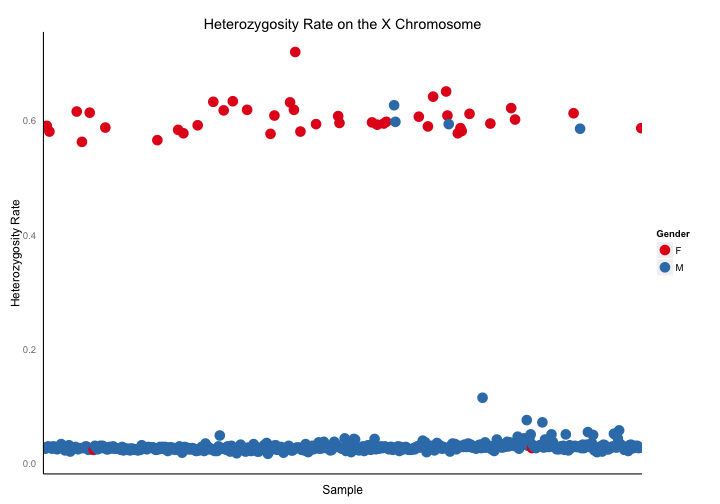 Heterozygosity Rate on the X Chromosome
Heterozygosity Rate
0.6
0.4
0.2
0.0
Sample
Gender
F
M